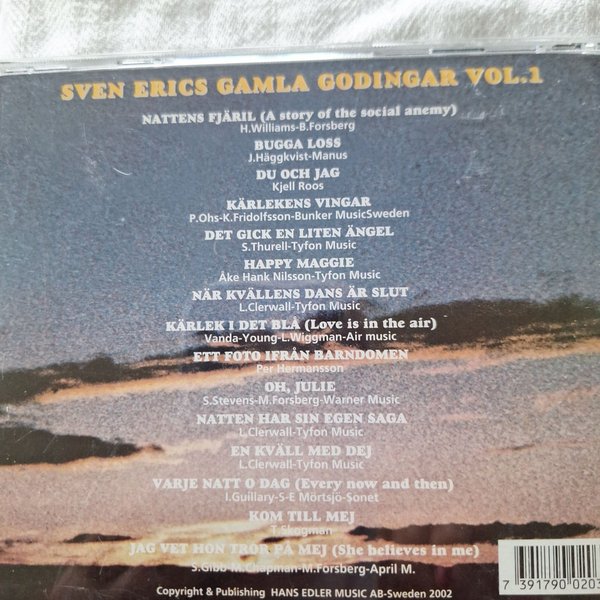 SVEN ERICS GAMLA GODINGAR VOL.1
NATTENS FJÄRIL (A story of the social anemy)
H.Williams-B.Forsberg
BUGGA LOSS
J.Häggkvist-Manus
DU OCH JAG
Kjell Roos
KÄRLEKENS VINGAR
P.Ohs-K.Fridolfsson-Bunker MusicSweden
DET GICK EN LITEN ÄNGEL
S.Thurell-Tyfon Music
HAPPY MAGGIE
Åke Hank Nilsson-Tyfon Music
NÄR KVÄLLENS DANS ÄR SLUT
L.Clerwall-Tyfon Music
KÄRLEK I DET BLÅ (Love is in the air)
Vanda-Young-L.Wiggman-Air music
ETT FOTO IFRÅN BARNDOMEN
Per Hermansson
OH, JULIE
S.Stevens-M.Forsberg-Warner Music
NATTEN HAR SIN EGEN SAGA
L.Clerwall-Tyfon Music
EN KVÄLL MED DEJ
L.Clerwall-Tyfon Music
VARJE NATT O DAG (Every now and then)
I.Guillary-S-E Mörtsjö-Sonet
KOM TILL MEJ
T.Skogman
JAG VET HON TROR PÅ MEJ (She believes in me)
S.Gibb-M.Chapman-M.Forsberg-April M.
Copyright & Publishing HANS EDLER MUSIC AB-Sweden 2002
7 391790 0203